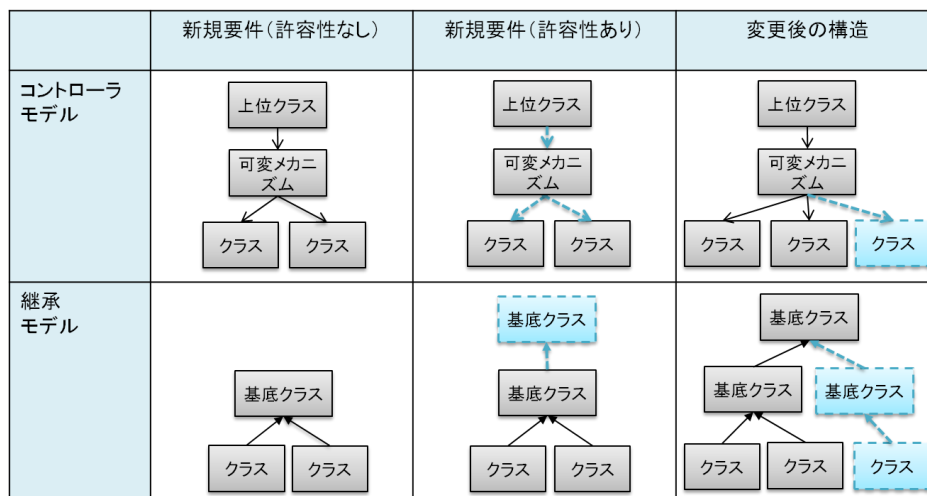 新規要件(許容性なし)
新規要件(許容性あり)
変更後の構造
コントローラ
モデル
上位クラス
可変メカニ
ズム
クラス
クラス
上位クラス
可変メカニ
ズム
クラス
クラス
上位クラス
可変メカニ
ズム
クラス
クラス
クラス
継承
モデル
基底クラス
クラス
クラス
基底クラス
基底クラス
クラス
クラス
基底クラス
基底クラス
基底クラス
クラス
クラス
クラス